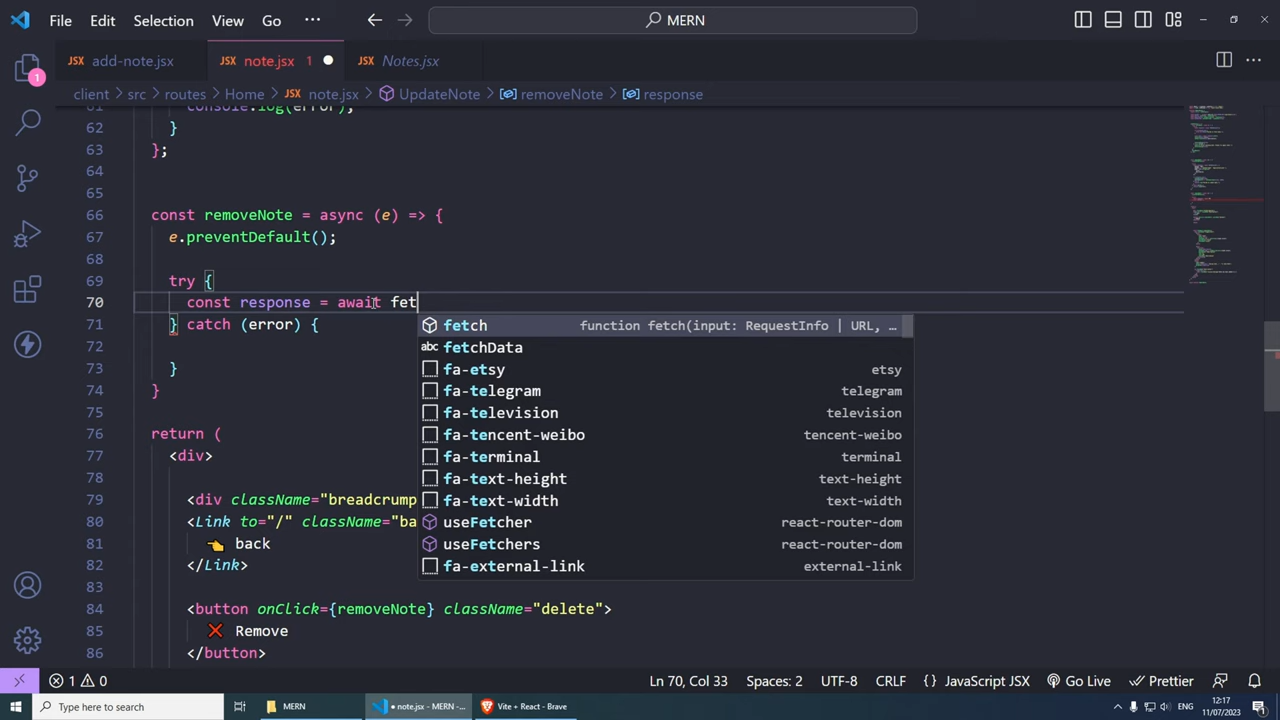 File Edit Selection View Go ··· MERN
JSX add-note.jsx JSX note.jsx 1 JSX Notes.jsx
client › src › routes › Home › JSX note.jsx › UpdateNote › removeNote › response
61 console.log(error);
62 }
63 };
64
65
66 const removeNote = async (e) => {
67 e.preventDefault();
68
69 try {
70 const response = await fet
71 } catch (error) {
72
73 }
74 }
75
76 return (
77 <div>
78
79 <div className="breadcrump
80 <Link to="/" className="ba
81 👈 back
82 </Link>
83
84 <button onClick={removeNote} className="delete">
85 ❌ Remove
86 </button>
fetch function fetch(input: RequestInfo | URL, …
abc fetchData
fa-etsy etsy
fa-telegram telegram
fa-television television
fa-tencent-weibo tencent-weibo
fa-terminal terminal
fa-text-height text-height
fa-text-width text-width
useFetcher react-router-dom
useFetchers react-router-dom
fa-external-link external-link
1
1 0 Ln 70, Col 33 Spaces: 2 UTF-8 CRLF {} JavaScript JSX Go Live Prettier
Type here to search MERN • note.jsx - MERN -... Vite + React - Brave 12:17
11/07/2023